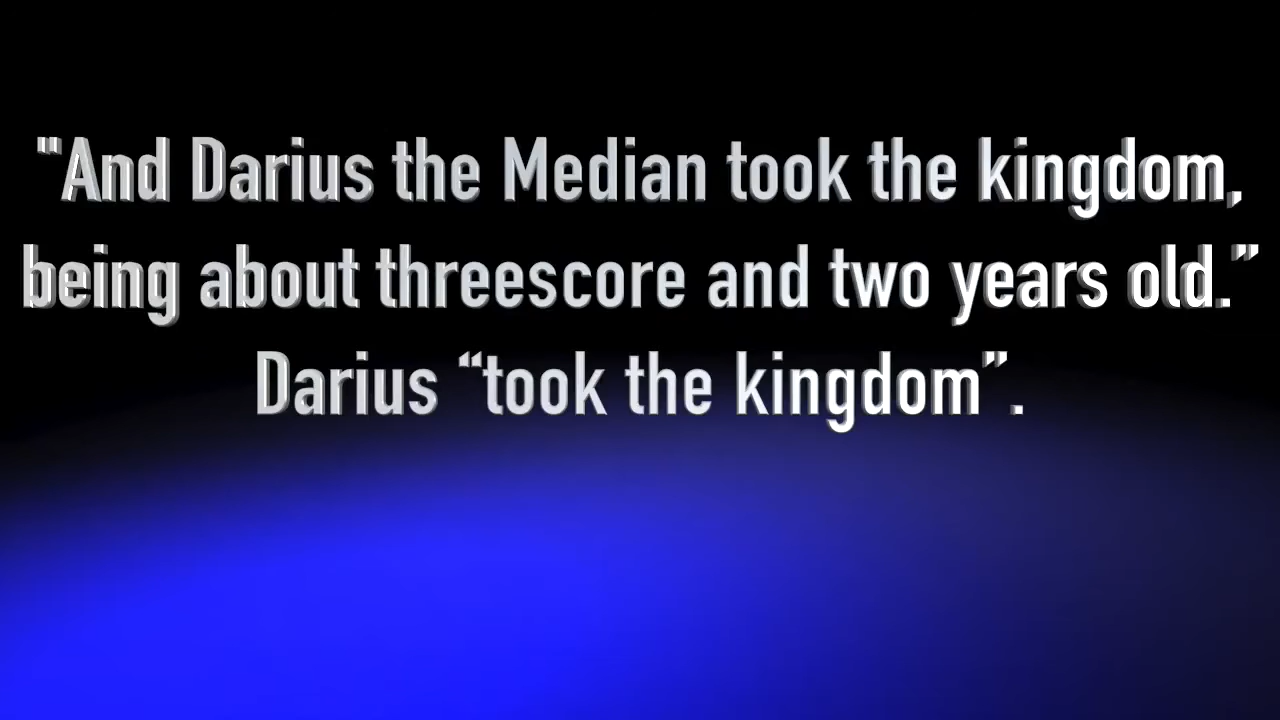 "And Darius the Median took the kingdom,
being about threescore and two years old.”
Darius “took the kingdom”.